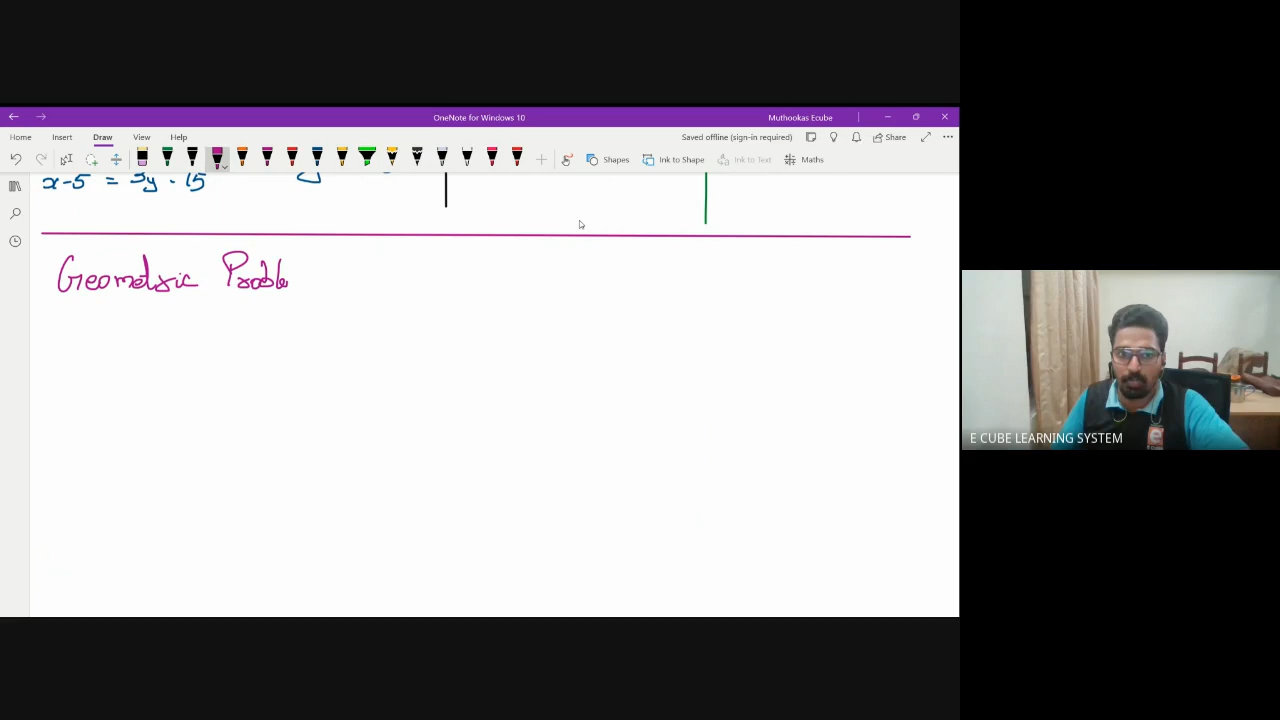 OneNote for Windows 10
Muthookas Ecube
Home Insert Draw View Help
Saved offline (sign-in required)
Share
Shapes
Ink to Shape
Ink to Text
Maths
x-5 = 3y-15
Geometric Proble
E CUBE LEARNING SYSTEM